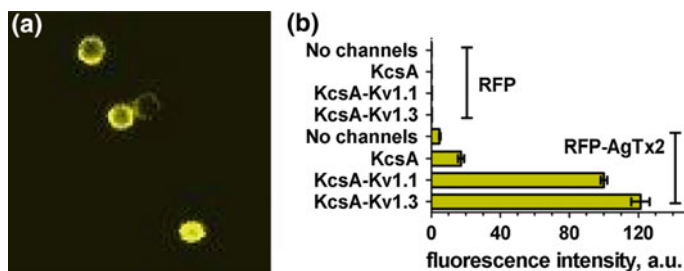 (a)
(b)
No channels
KcsA
KcsA-Kv1.1
KcsA-Kv1.3
RFP
No channels
KcsA
KcsA-Kv1.1
KcsA-Kv1.3
RFP-AgTx2
0 40 80 120
fluorescence intensity, a.u.